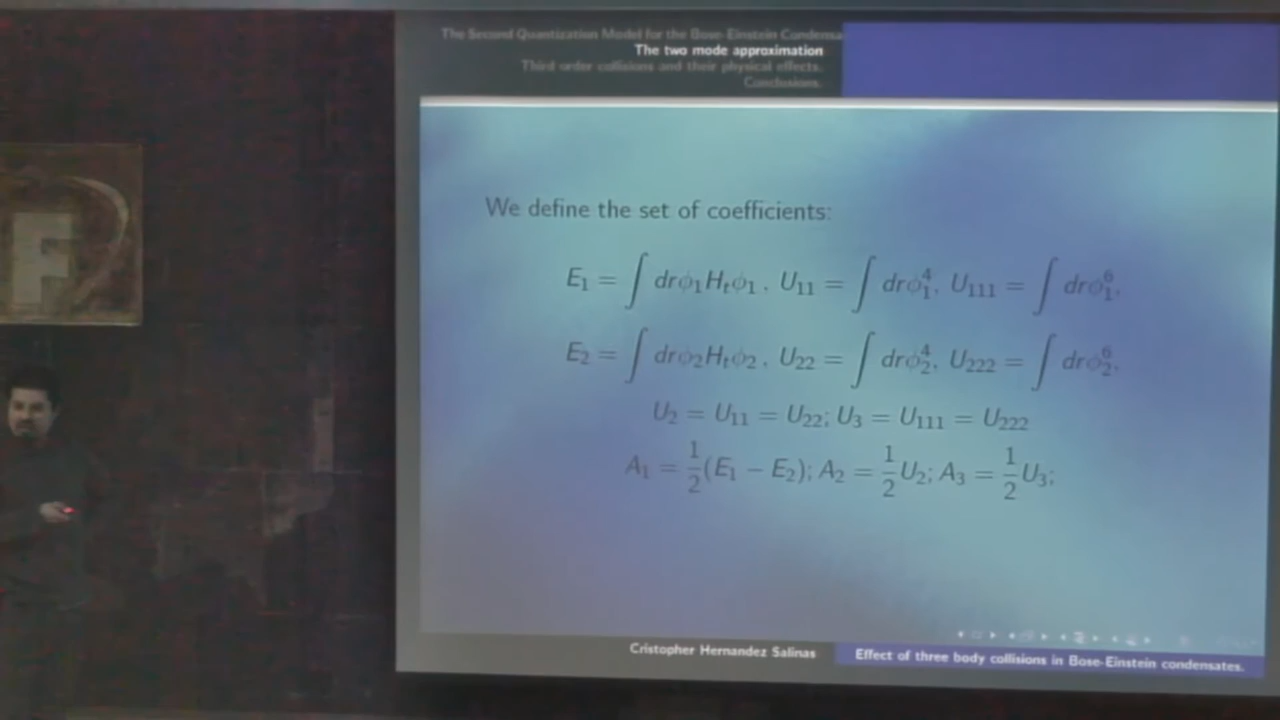 The Second Quantization Model for the Bose-Einstein Condensa
The two mode approximation
Third order collisions and their physical effects.
Conclusions.
We define the set of coefficients:
E₁ = ∫ drϕ₁Hₜϕ₁, U₁₁ = ∫ drϕ₁⁴, U₁₁₁ = ∫ drϕ₁⁶,
E₂ = ∫ drϕ₂Hₜϕ₂, U₂₂ = ∫ drϕ₂⁴, U₂₂₂ = ∫ drϕ₂⁶,
U₂ = U₁₁ = U₂₂; U₃ = U₁₁₁ = U₂₂₂
A₁ = 1/2(E₁ − E₂); A₂ = 1/2U₂; A₃ = 1/2U₃;
Cristopher Hernandez Salinas
Effect of three body collisions in Bose-Einstein condensates.